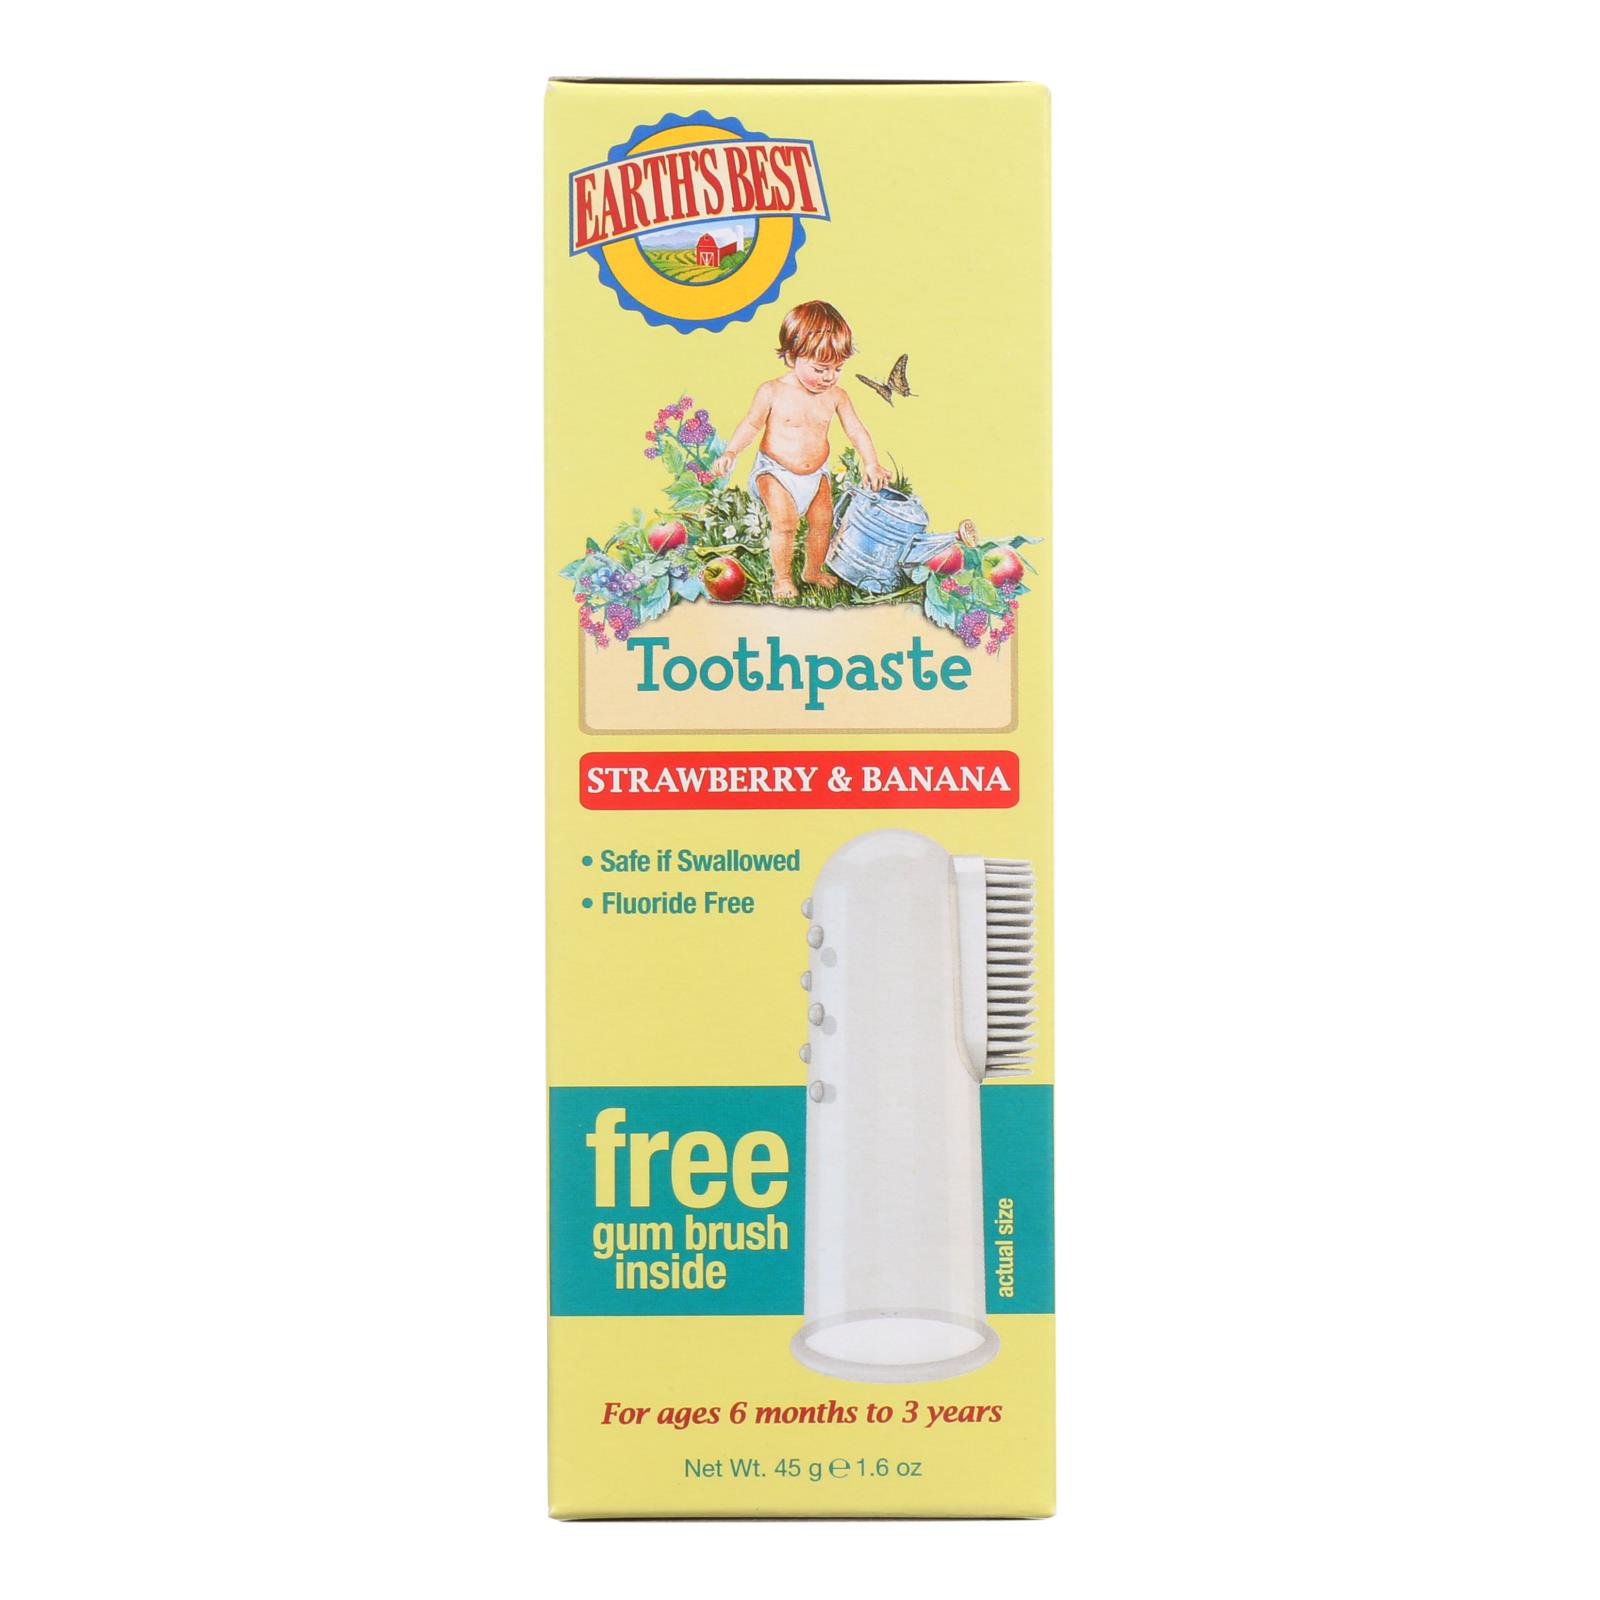 EARTH'S BEST
Toothpaste
STRAWBERRY & BANANA
• Safe if Swallowed
• Fluoride Free
free
gum brush
inside
actual size
For ages 6 months to 3 years
Net Wt. 45 g ℮ 1.6 oz